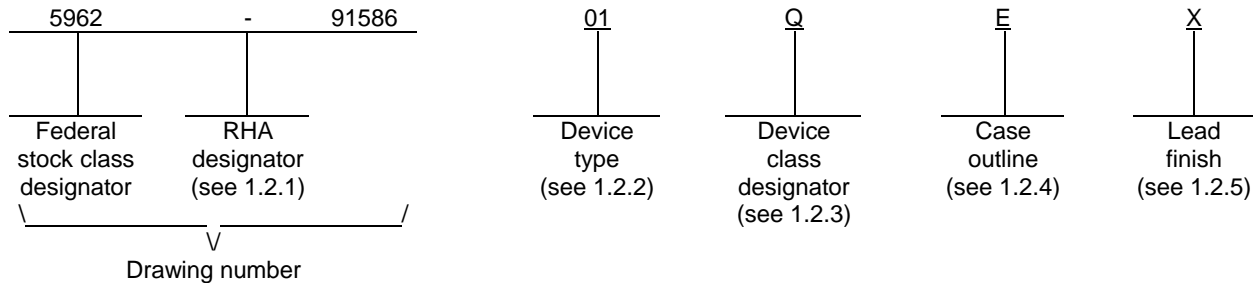 5962 - 91586 01 Q E X
Federal stock class designator
RHA designator (see 1.2.1)
Device type (see 1.2.2)
Device class designator (see 1.2.3)
Case outline (see 1.2.4)
Lead finish (see 1.2.5)
Drawing number